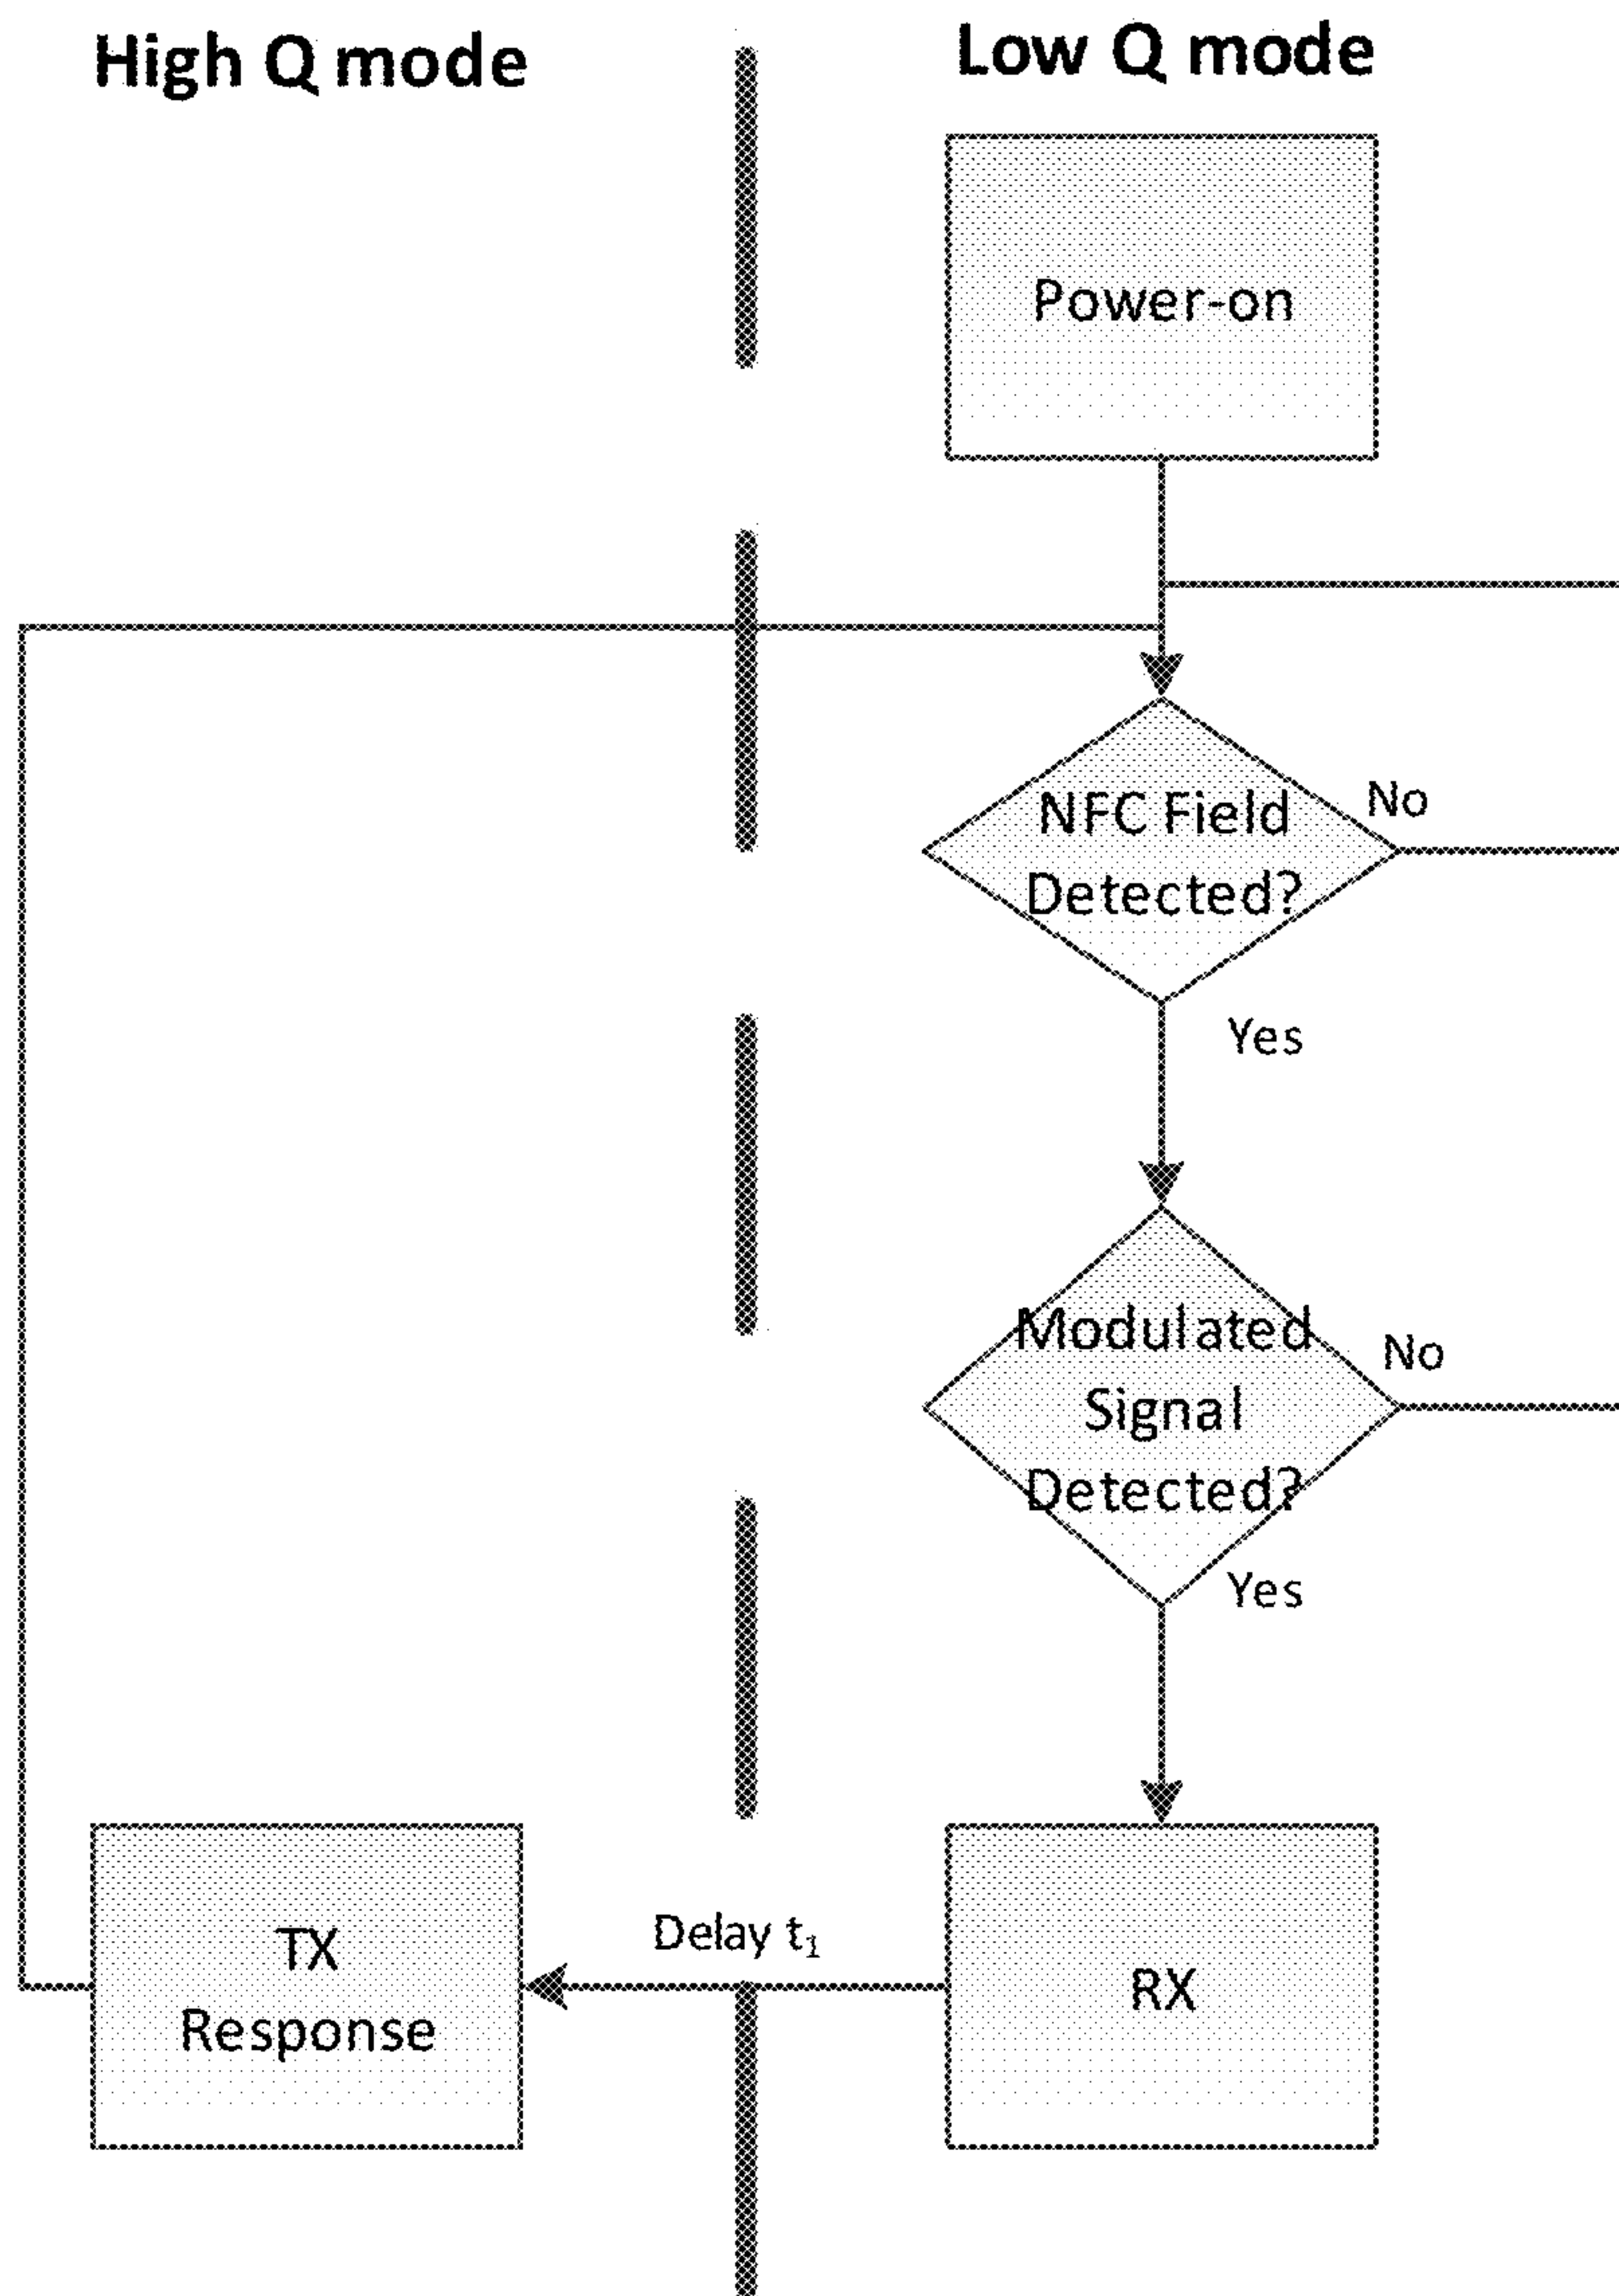 High Q mode
Low Q mode
Power-on
NFC Field
Detected?
No
Yes
Modulated
Signal
Detected?
No
Yes
Delay t₁
TX
Response
RX